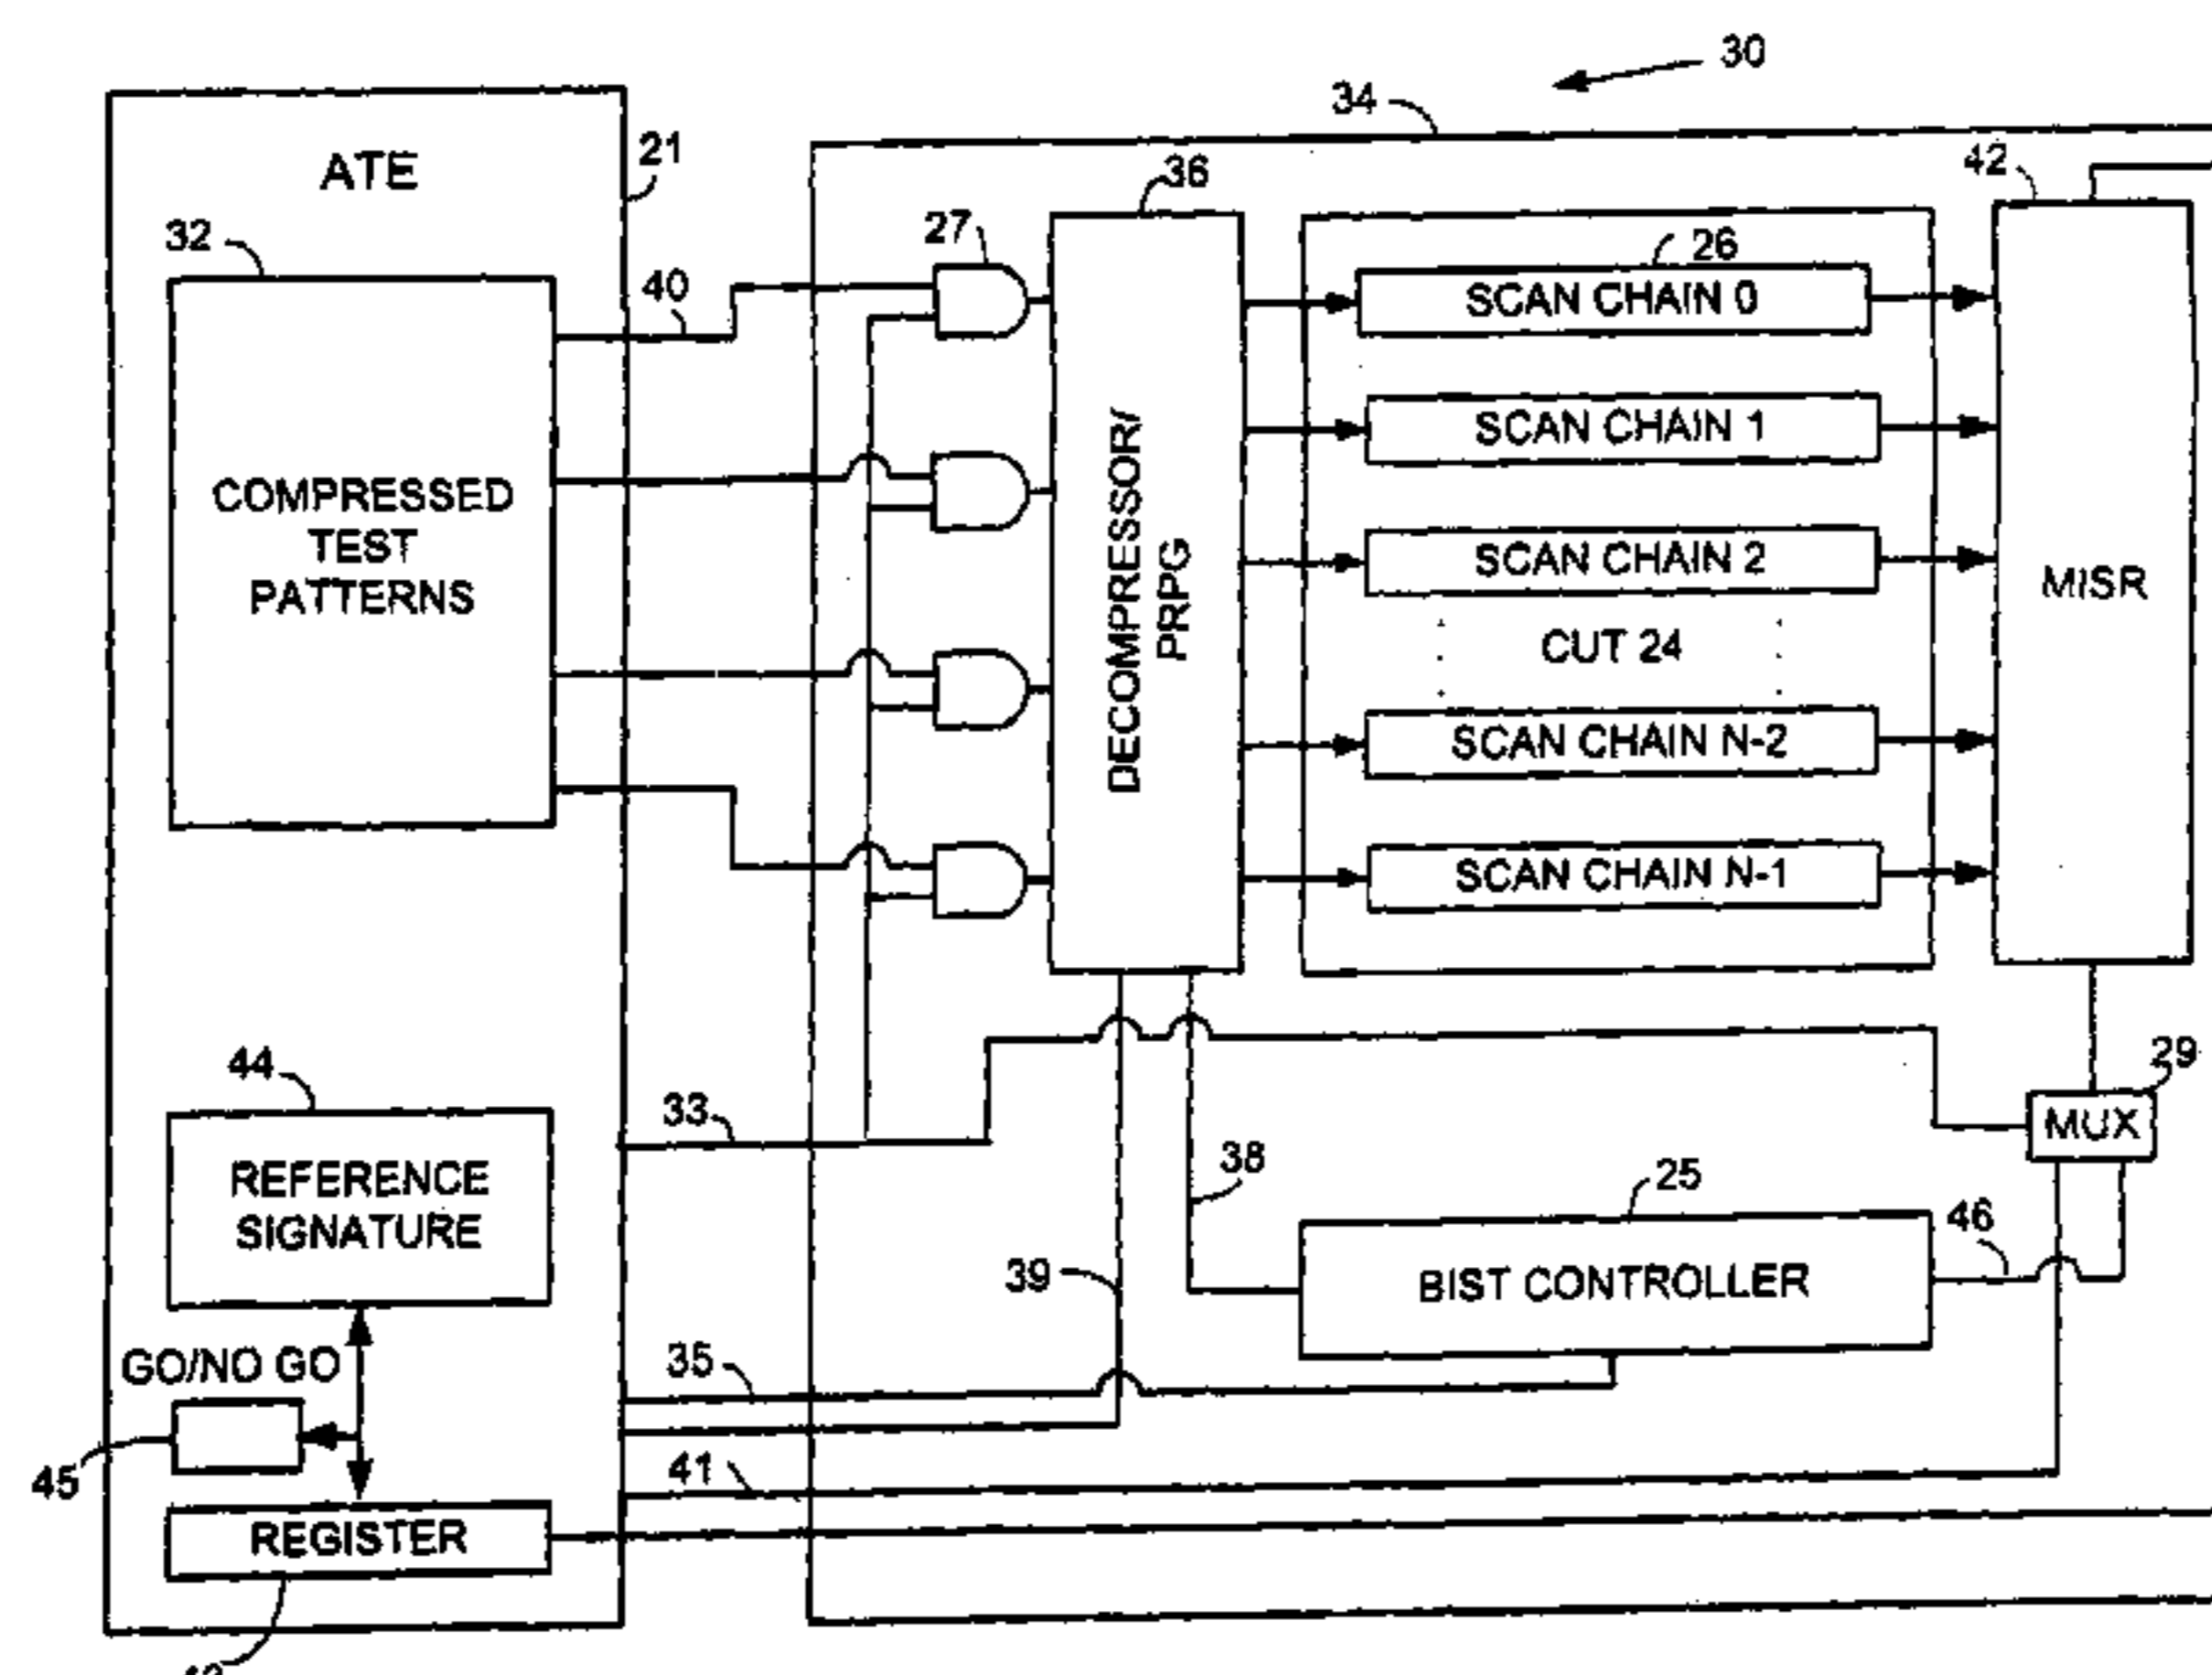 30
34
ATE
21
36
42
32
27
26
40
SCAN CHAIN 0
SCAN CHAIN 1
COMPRESSED
TEST
PATTERNS
DECOMPRESSOR/
PRPG
SCAN CHAIN 2
MISR
CUT 24
SCAN CHAIN N-2
SCAN CHAIN N-1
44
29
33
MUX
REFERENCE
SIGNATURE
38
25
46
39
BIST CONTROLLER
GO/NO GO
35
45
41
REGISTER